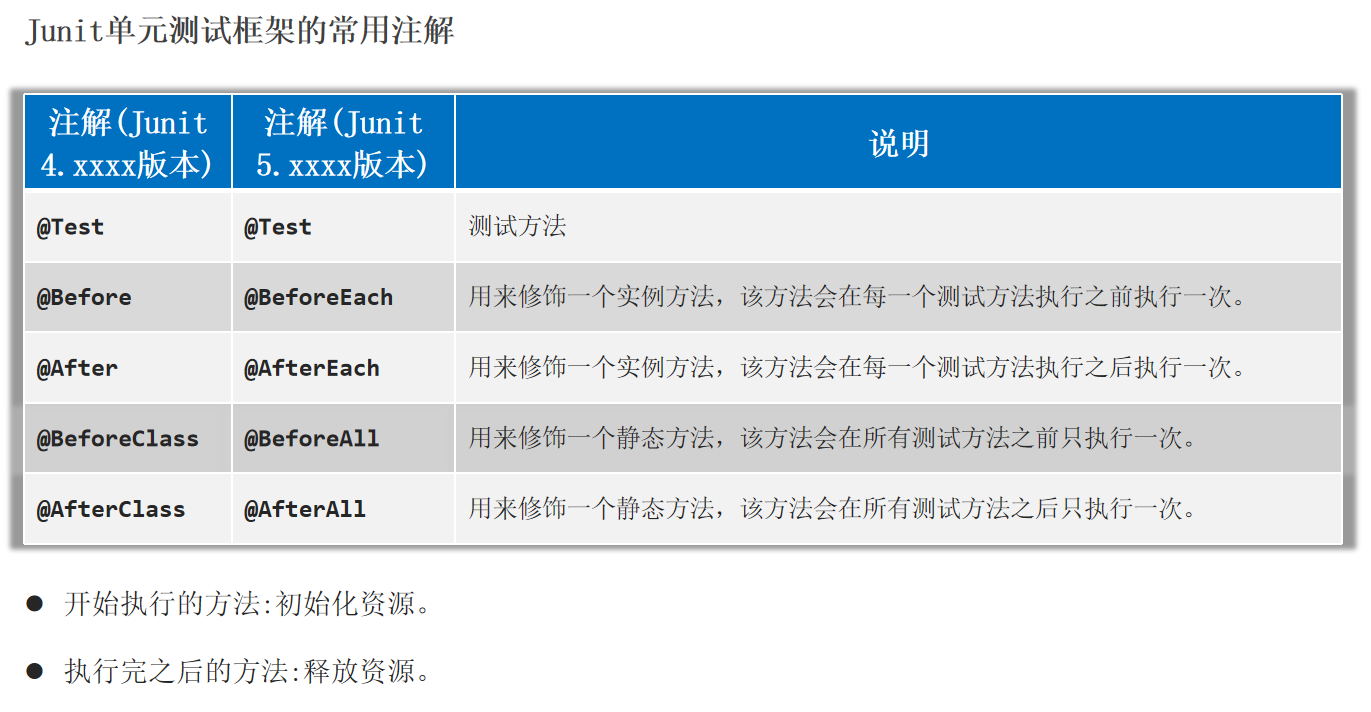 Junit单元测试框架的常用注解
注解(Junit 4.xxxx版本)
注解(Junit 5.xxxx版本)
说明
@Test
@Test
测试方法
@Before
@BeforeEach
用来修饰一个实例方法，该方法会在每一个测试方法执行之前执行一次。
@After
@AfterEach
用来修饰一个实例方法，该方法会在每一个测试方法执行之后执行一次。
@BeforeClass
@BeforeAll
用来修饰一个静态方法，该方法会在所有测试方法之前只执行一次。
@AfterClass
@AfterAll
用来修饰一个静态方法，该方法会在所有测试方法之后只执行一次。
● 开始执行的方法:初始化资源。
● 执行完之后的方法:释放资源。